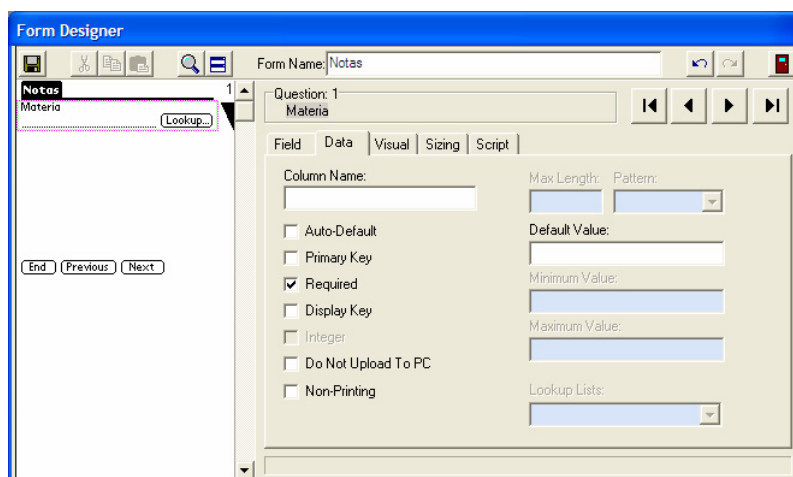 Form Designer
Form Name: Notas
Notas 1
Materia
Lookup...
End Previous Next
Question: 1
Materia
Field Data Visual Sizing Script
Column Name:
Max Length: Pattern:
Auto-Default
Default Value:
Primary Key
Required
Minimum Value:
Display Key
Maximum Value:
Integer
Do Not Upload To PC
Non-Printing
Lookup Lists: